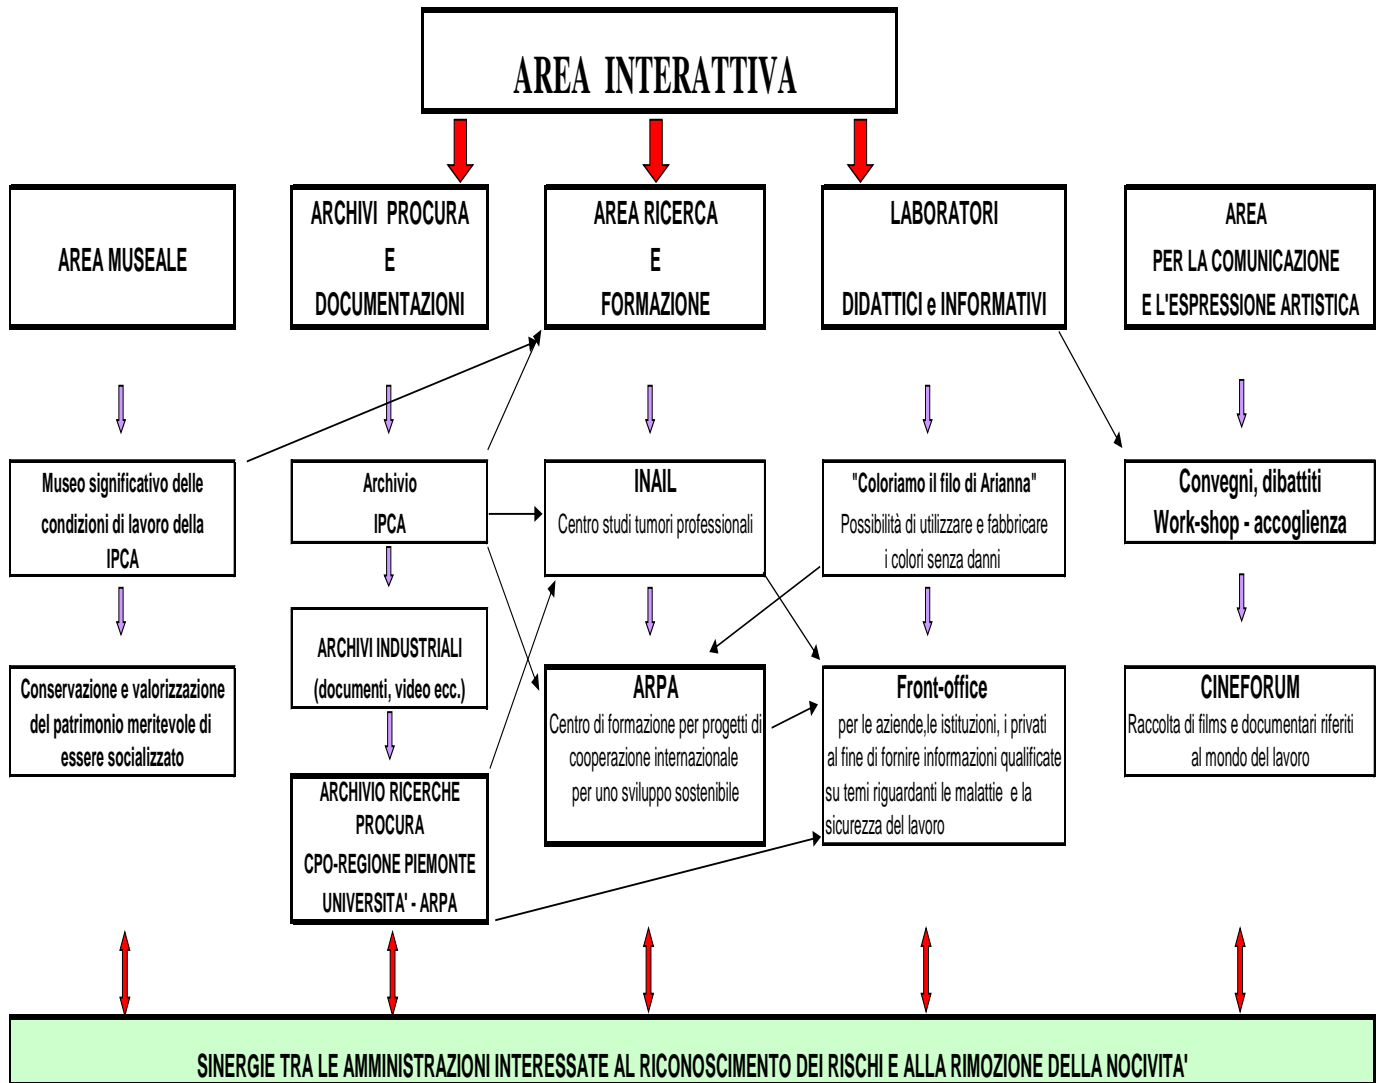 AREA INTERATTIVA
AREA MUSEALE
ARCHIVI PROCURA
E
DOCUMENTAZIONI
AREA RICERCA
E
FORMAZIONE
LABORATORI
DIDATTICI e INFORMATIVI
AREA
PER LA COMUNICAZIONE
E L'ESPRESSIONE ARTISTICA
Museo significativo delle
condizioni di lavoro della
IPCA
Archivio
IPCA
INAIL
Centro studi tumori professionali
"Coloriamo il filo di Arianna"
Possibilità di utilizzare e fabbricare
i colori senza danni
Convegni, dibattiti
Work-shop - accoglienza
Conservazione e valorizzazione
del patrimonio meritevole di
essere socializzato
ARCHIVI INDUSTRIALI
(documenti, video ecc.)
ARCHIVIO RICERCHE
PROCURA
CPO-REGIONE PIEMONTE
UNIVERSITA' - ARPA
ARPA
Centro di formazione per progetti di
cooperazione internazionale
per uno sviluppo sostenibile
Front-office
per le aziende,le istituzioni, i privati
al fine di fornire informazioni qualificate
su temi riguardanti le malattie e la
sicurezza del lavoro
CINEFORUM
Raccolta di films e documentari riferiti
al mondo del lavoro
SINERGIE TRA LE AMMINISTRAZIONI INTERESSATE AL RICONOSCIMENTO DEI RISCHI E ALLA RIMOZIONE DELLA NOCIVITA'